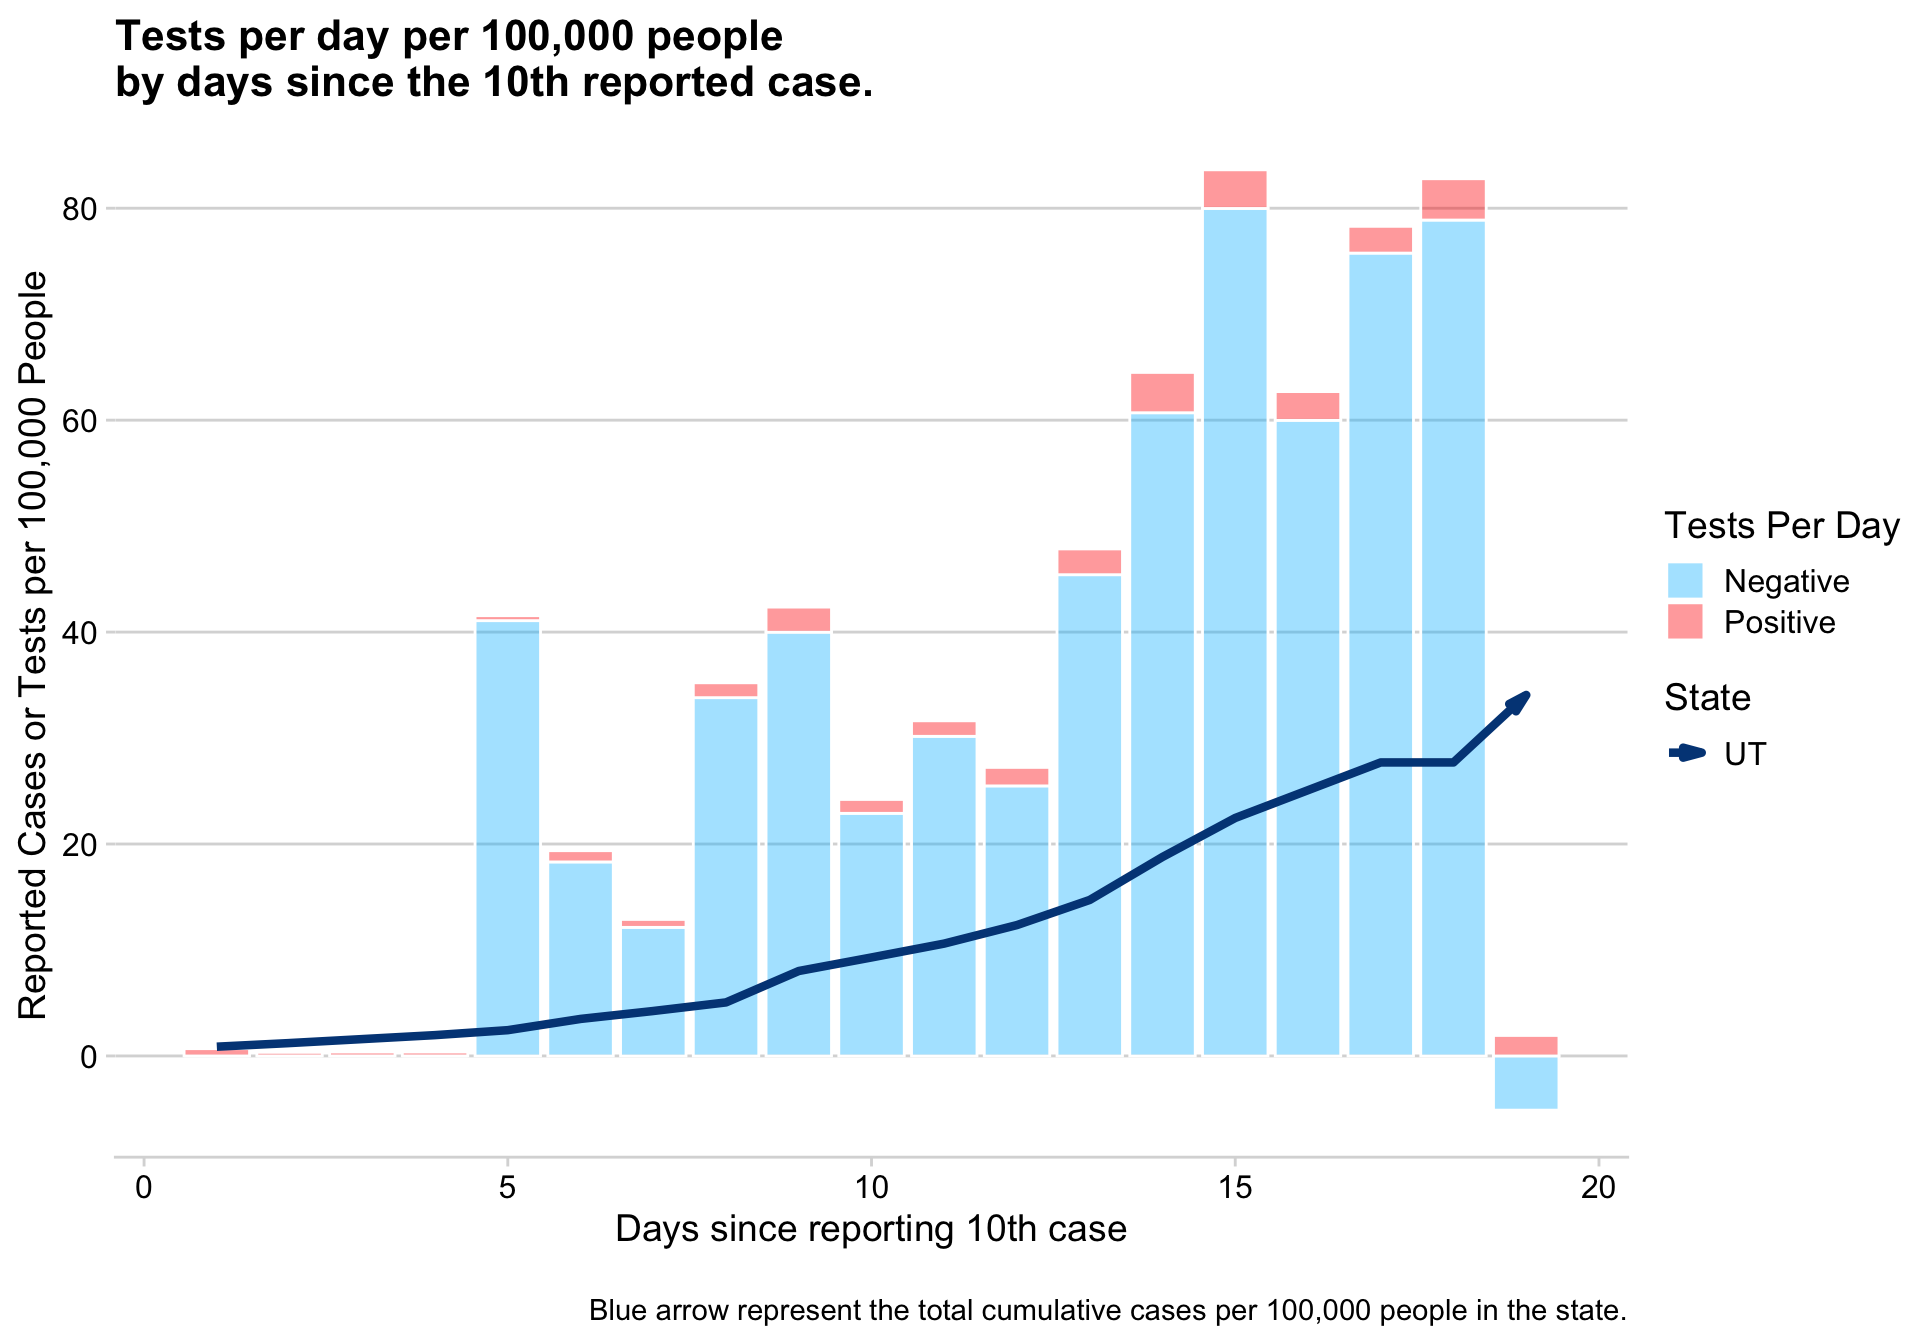 Tests per day per 100,000 people
by days since the 10th reported case.
Reported Cases or Tests per 100,000 People
80
60
40
20
0
0
5
10
15
20
Days since reporting 10th case
Tests Per Day
Negative
Positive
State
UT
Blue arrow represent the total cumulative cases per 100,000 people in the state.